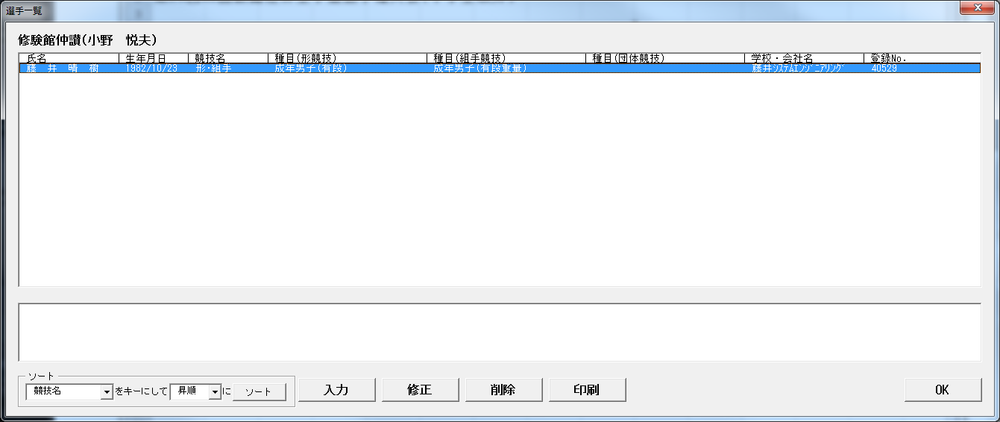 選手一覧
修験館仲讃(小野　悦夫)
氏名 生年月日 競技名 種目(形競技) 種目(組手競技) 種目(団体競技) 学校・会社名 登録No.
藤　井　晴　樹 1982/10/23 形・組手 成年男子(有段) 成年男子(有段重量) 藤井ｼｽﾃﾑｴﾝｼﾞﾆｱﾘﾝｸﾞ 40529
ソート
競技名 をキーにして 昇順 に ソート 入力 修正 削除 印刷 OK